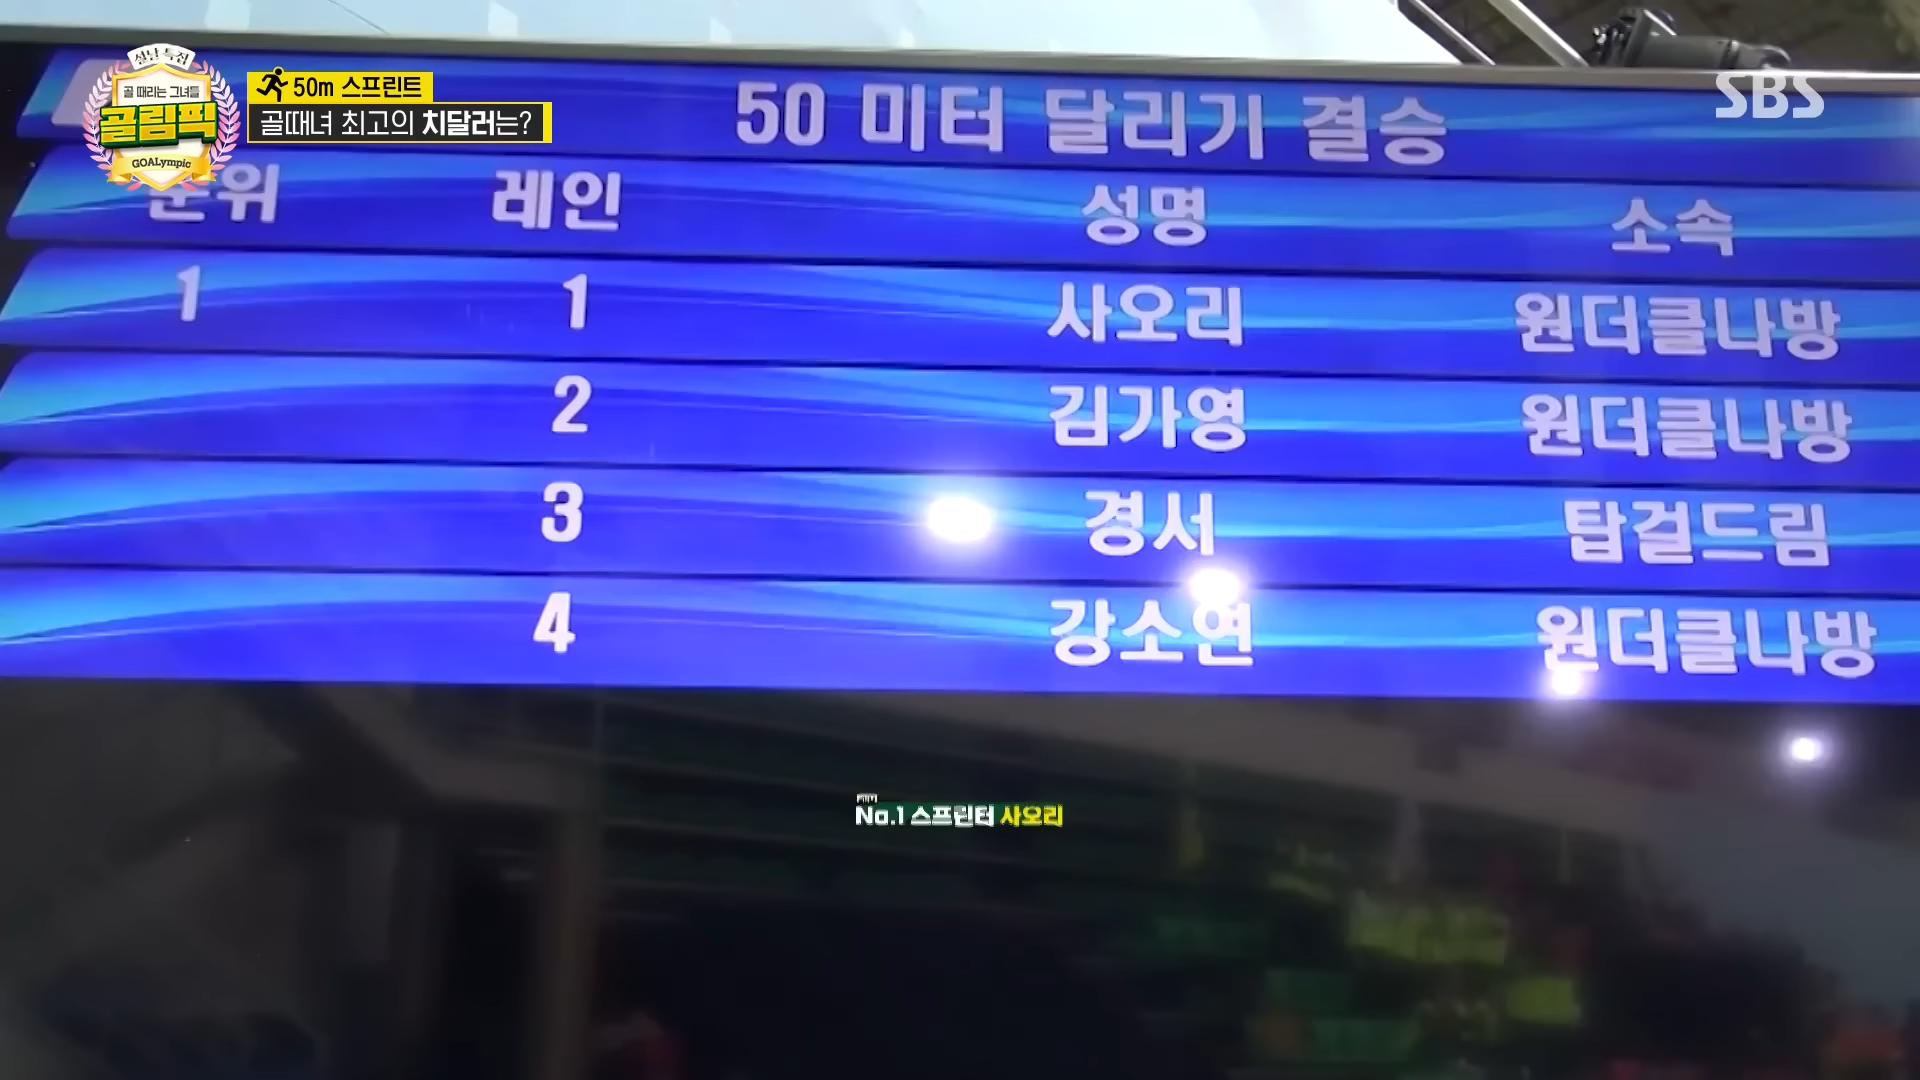 설날 특집
골 때리는 그녀들
골림픽
GOALympic
50m 스프린트
골때녀 최고의 치달러는?
SBS
50 미터 달리기 결승
순위 레인 성명 소속
1 1 사오리 원더클나방
2 김가영 원더클나방
3 경서 탑걸드림
4 강소연 원더클나방
No.1 스프린터 사오리